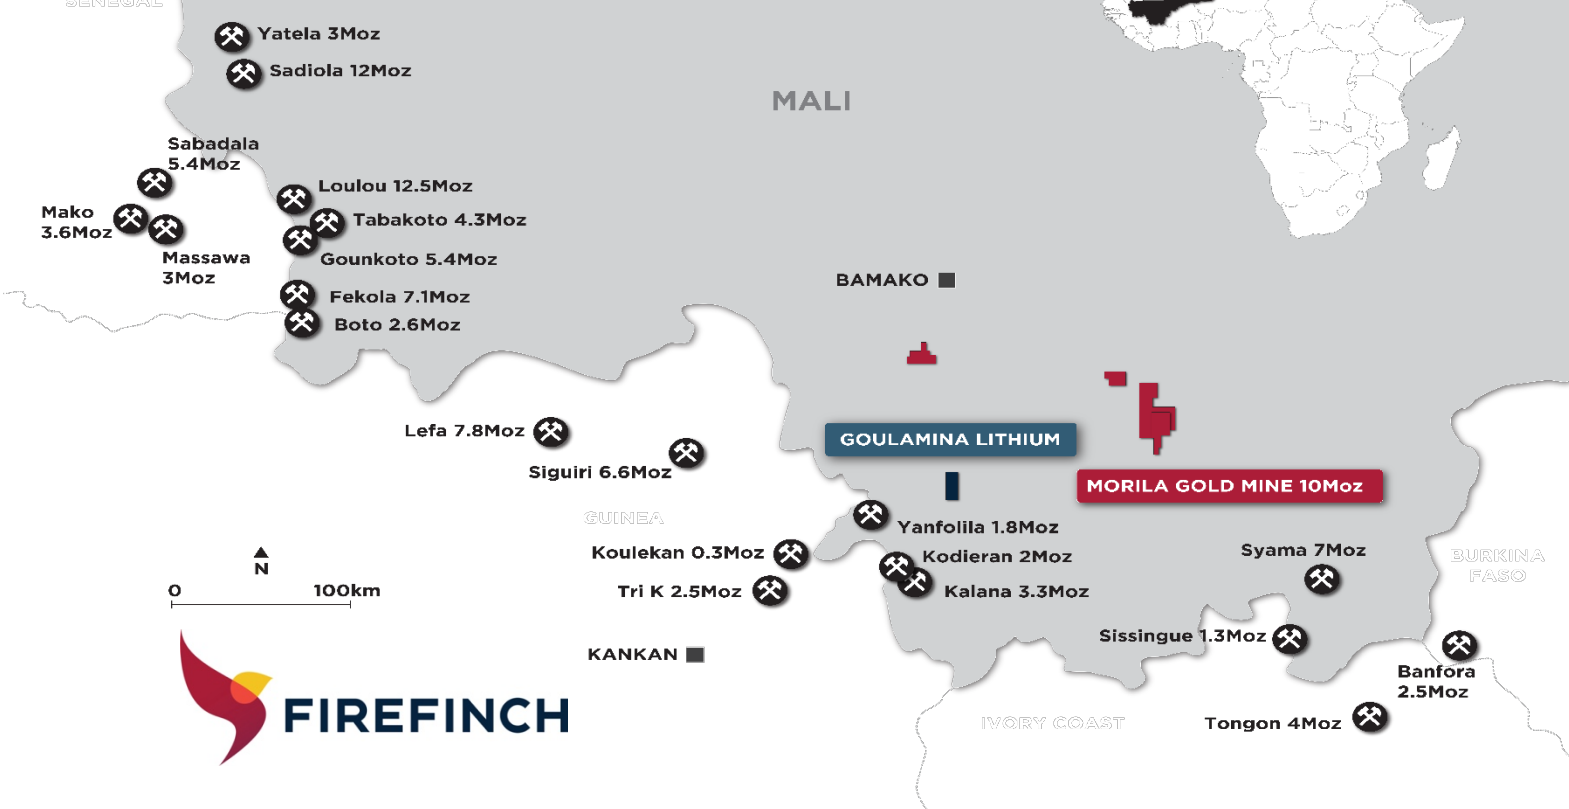 SENEGAL
Yatela 3Moz
Sadiola 12Moz
MALI
Sabadala
5.4Moz
Loulou 12.5Moz
Mako
3.6Moz
Tabakoto 4.3Moz
Massawa
3Moz
Gounkoto 5.4Moz
BAMAKO
Fekola 7.1Moz
Boto 2.6Moz
Lefa 7.8Moz
GOULAMINA LITHIUM
Siguiri 6.6Moz
MORILA GOLD MINE 10Moz
GUINEA
Yanfolila 1.8Moz
Koulekan 0.3Moz
Kodieran 2Moz
Syama 7Moz
BURKINA
FASO
N
0 100km
Tri K 2.5Moz
Kalana 3.3Moz
Sissingue 1.3Moz
KANKAN
Banfora
2.5Moz
FIREFINCH
IVORY COAST
Tongon 4Moz